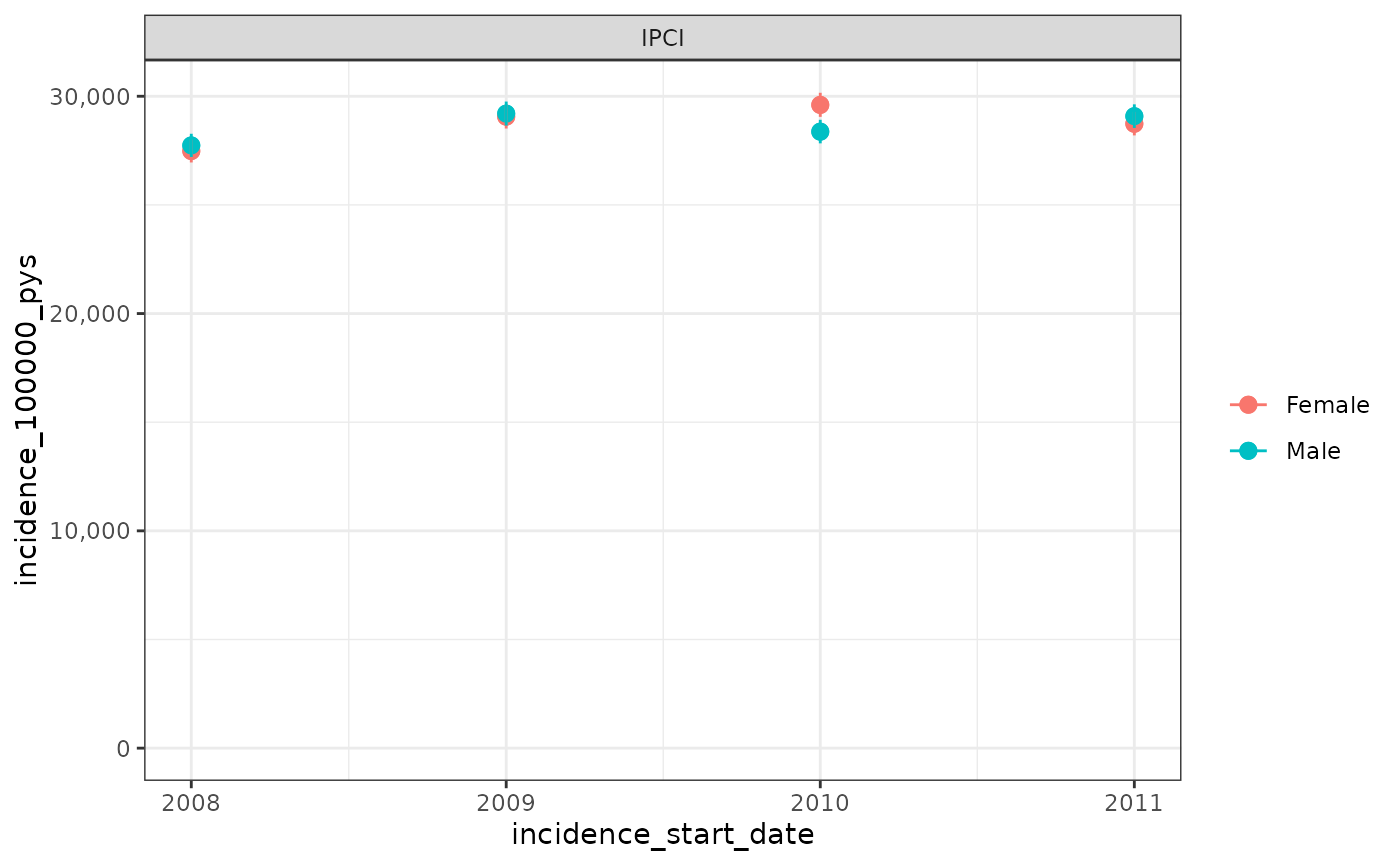 IPCI
30,000
20,000
10,000
0
incidence_100000_pys
2008 2009 2010 2011
incidence_start_date
Female
Male